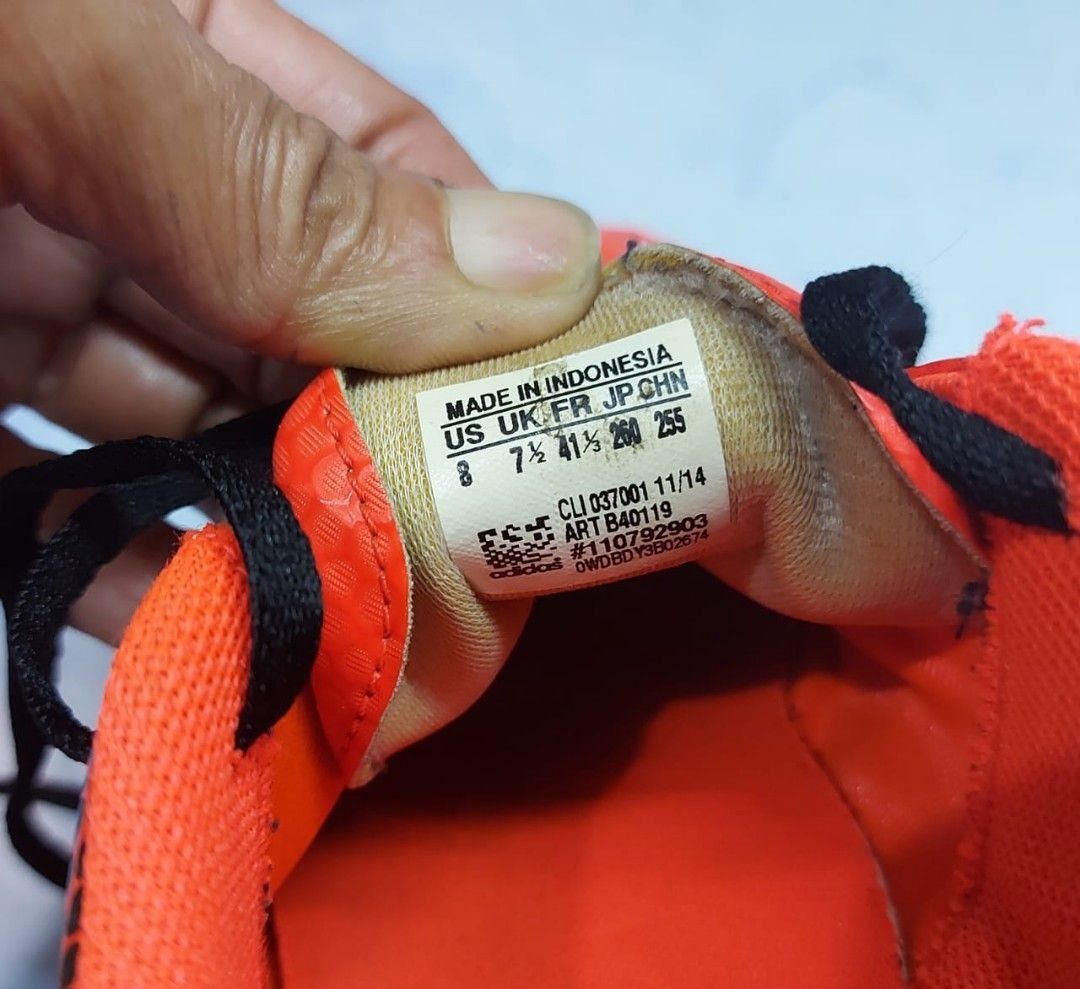 MADE IN INDONESIA
US UK FR JP CHN
8 7½ 41⅓ 260 255
CLI 037001 11/14
ART B40119
#110792903
adidas 0WDBDY3B02674